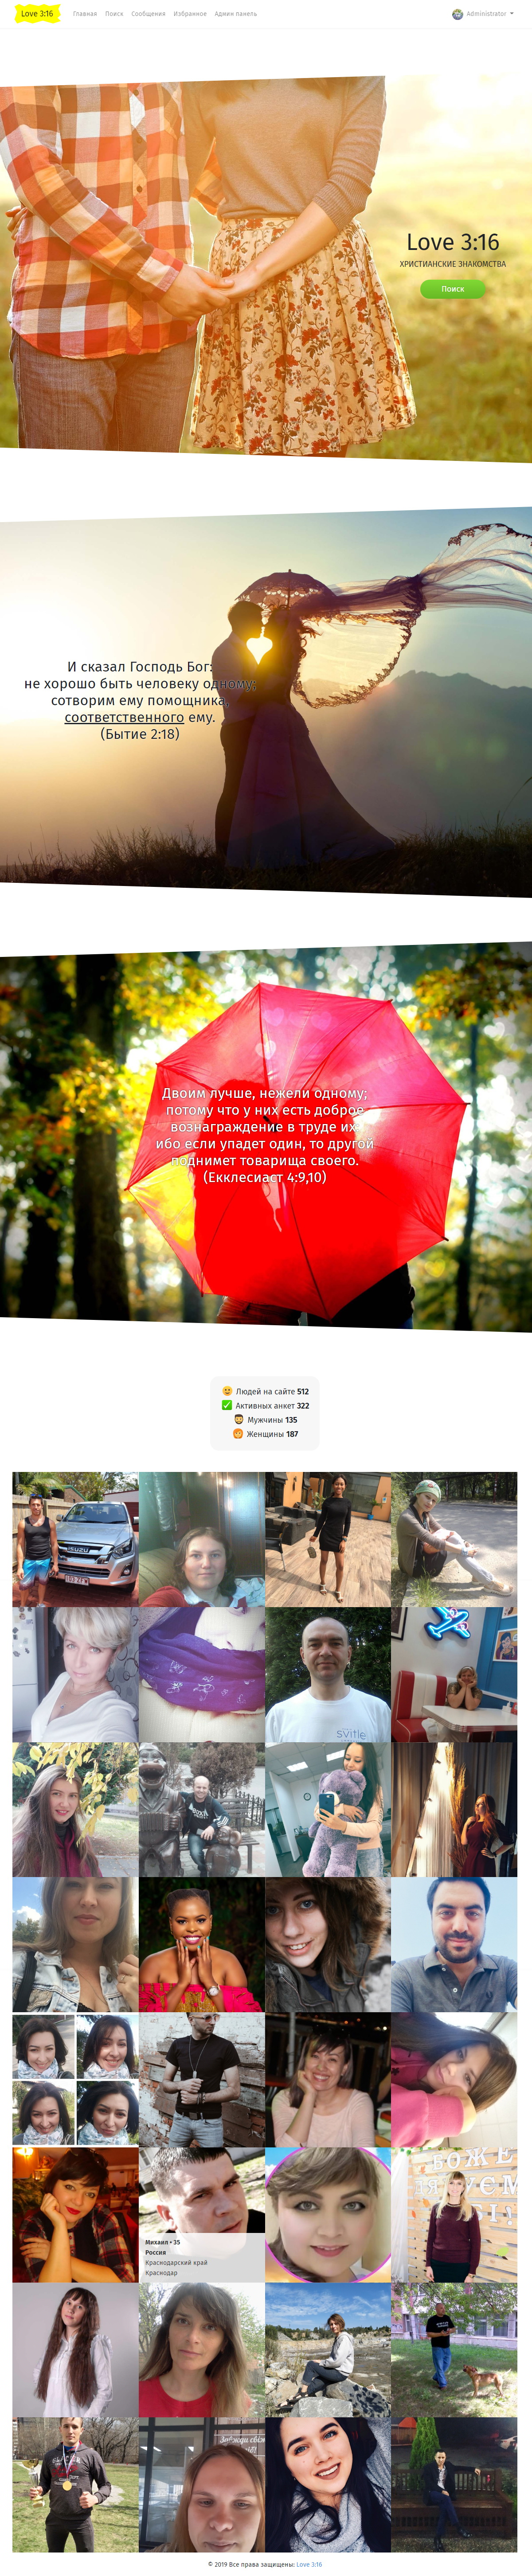 Love 3:16
Главная Поиск Сообщения Избранное Админ панель
Administrator
Love 3:16
ХРИСТИАНСКИЕ ЗНАКОМСТВА
Поиск
И сказал Господь Бог:
не хорошо быть человеку одному;
сотворим ему помощника,
соответственного ему.
(Бытие 2:18)
Двоим лучше, нежели одному;
потому что у них есть доброе
вознаграждение в труде их:
ибо если упадет один, то другой
поднимет товарища своего.
(Екклесиаст 4:9,10)
Людей на сайте 512
Активных анкет 322
Мужчины 135
Женщины 187
ISUZU
svitle
Михаил • 35
Россия
Краснодарский край
Краснодар
© 2019 Все права защищены: Love 3:16